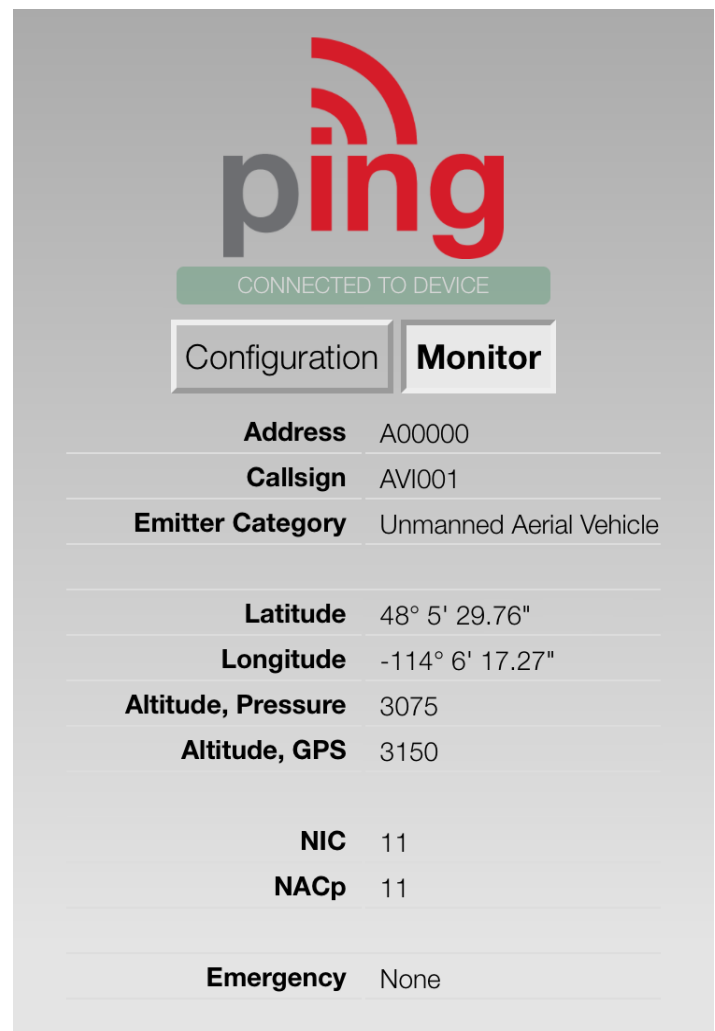 ping
CONNECTED TO DEVICE
Configuration Monitor
Address A00000
Callsign AVI001
Emitter Category Unmanned Aerial Vehicle
Latitude 48° 5' 29.76"
Longitude -114° 6' 17.27"
Altitude, Pressure 3075
Altitude, GPS 3150
NIC 11
NACp 11
Emergency None